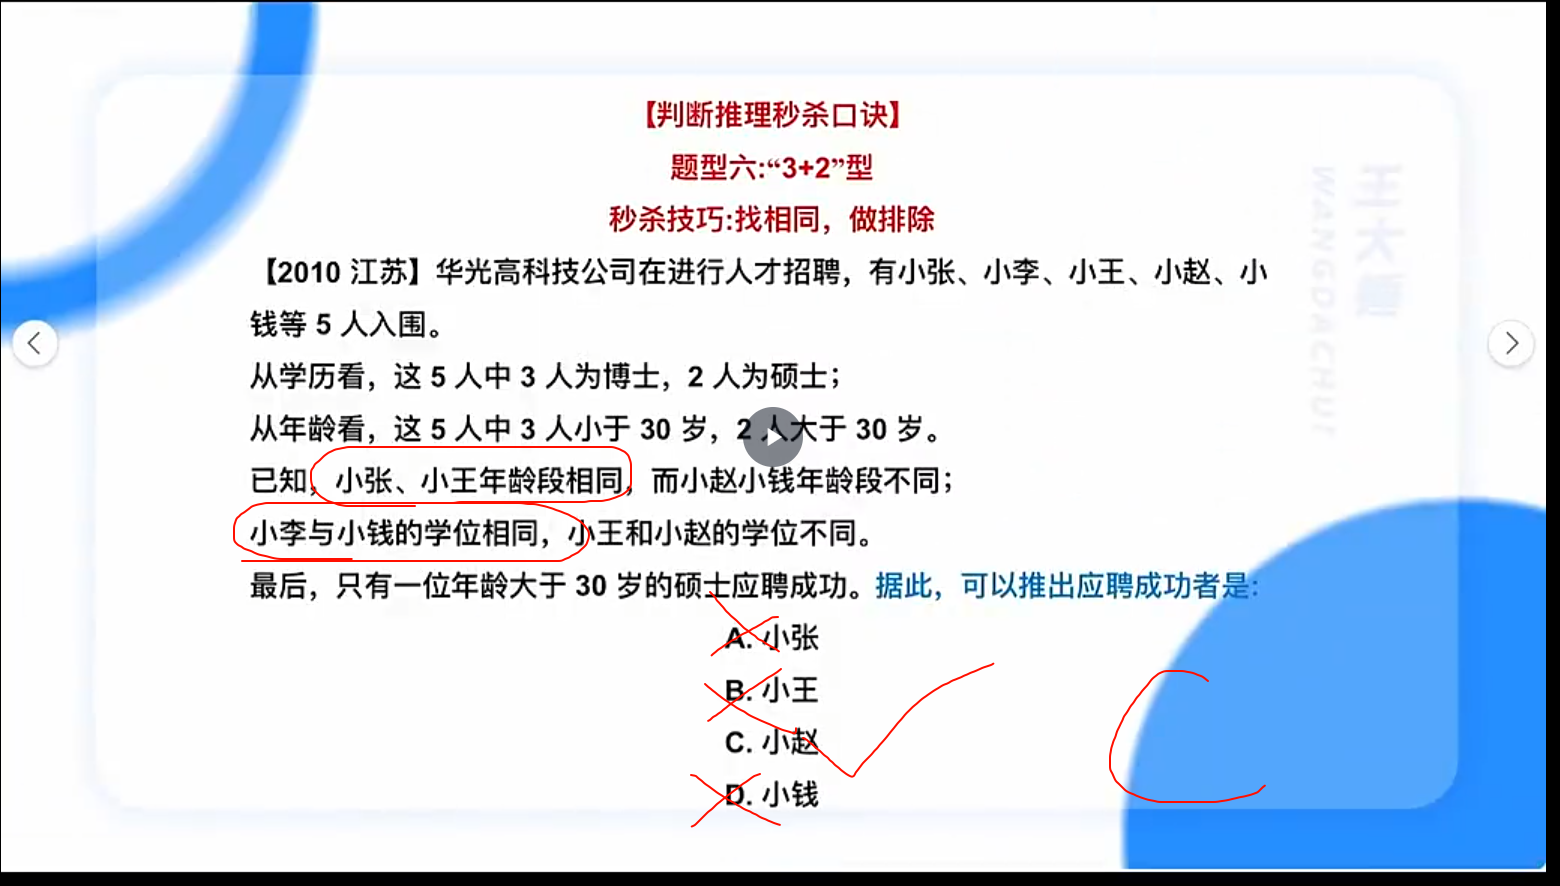 【判断推理秒杀口诀】
题型六:“3+2”型
秒杀技巧:找相同，做排除
【2010 江苏】华光高科技公司在进行人才招聘，有小张、小李、小王、小赵、小
钱等 5 人入围。
从学历看，这 5 人中 3 人为博士，2 人为硕士；
从年龄看，这 5 人中 3 人小于 30 岁，2 人大于 30 岁。
已知，小张、小王年龄段相同，而小赵小钱年龄段不同；
小李与小钱的学位相同，小王和小赵的学位不同。
最后，只有一位年龄大于 30 岁的硕士应聘成功。据此，可以推出应聘成功者是:
A. 小张
B. 小王
C. 小赵
D. 小钱
王大
WANGDACHUI
C